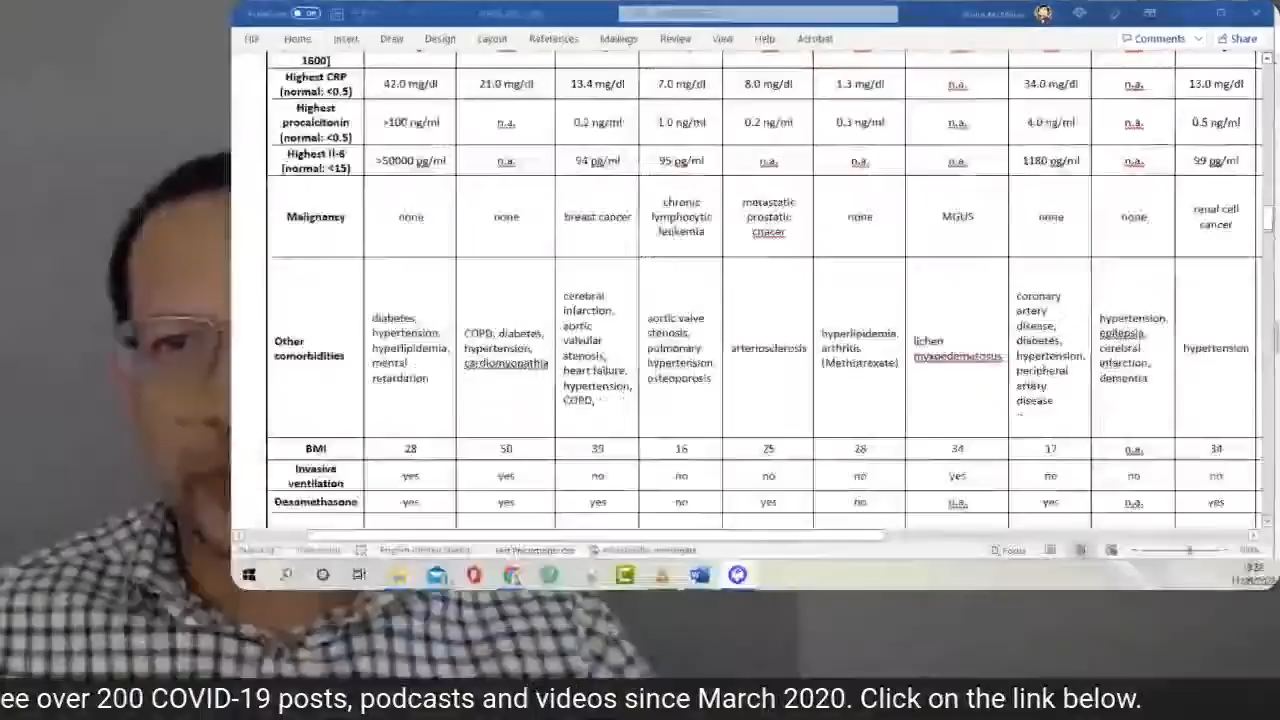 File Home Insert Draw Design Layout References Mailings Review View Help Acrobat Comments Share
1600]
Highest CRP (normal: <0.5) 42.0 mg/dl 21.0 mg/dl 13.4 mg/dl 7.0 mg/dl 8.0 mg/dl 1.3 mg/dl n.a. 34.0 mg/dl n.a. 13.0 mg/dl
Highest procalcitonin (normal: <0.5) >100 ng/ml n.a. 0.2 ng/ml 1.0 ng/ml 0.2 ng/ml 0.3 ng/ml n.a. 4.0 ng/ml n.a. 0.5 ng/ml
Highest Il-6 (normal: <15) >50000 pg/ml n.a. 94 pg/ml 95 pg/ml n.a. n.a. n.a. 1180 pg/ml n.a. 99 pg/ml
Malignancy none none breast cancer chronic lymphocytic leukemia metastatic prostatic cnacer none MGUS none none renal cell cancer
Other comorbidities diabetes, hypertension, hyperlipidemia, mental retardation COPD, diabetes, hypertension, cardiomyopathia cerebral infarction, aortic valvular stenosis, heart failure, hypertension, COPD, aortic valve stenosis, pulmonary hypertension osteoporosis arteriosclerosis hyperlipidemia, arthritis (Methotrexate) lichen myxoedematosus coronary artery disease, diabetes, hypertension, peripheral artery disease hypertension, epilepsia, cerebral infarction, dementia hypertension
BMI 28 50 39 16 25 28 34 17 n.a. 34
Invasive ventilation yes yes no no no no yes no no no
Dexamethasone yes yes yes no yes no n.a. yes n.a. yes
Focus
ee over 200 COVID-19 posts, podcasts and videos since March 2020. Click on the link below.